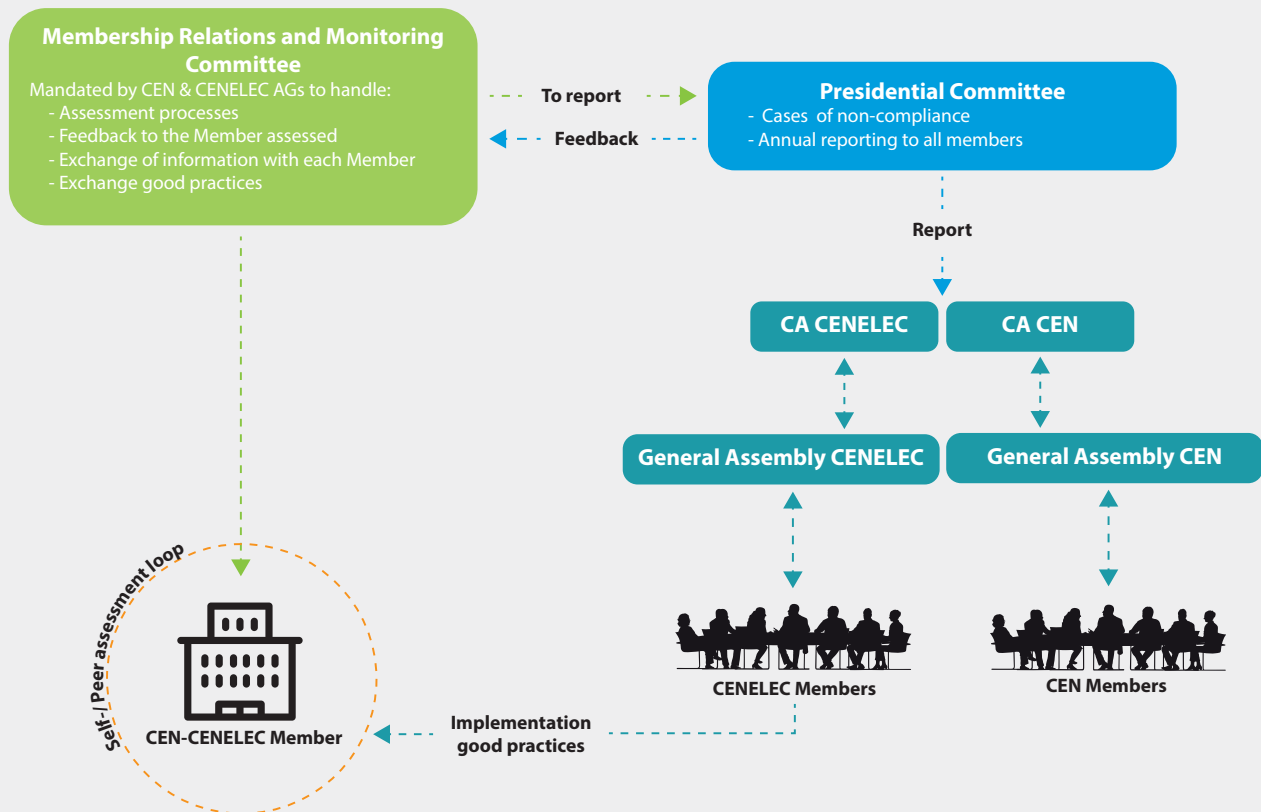 Membership Relations and Monitoring
Committee
Mandated by CEN & CENELEC AGs to handle:
- Assessment processes
- Feedback to the Member assessed
- Exchange of information with each Member
- Exchange good practices
To report
Feedback
Presidential Committee
- Cases of non-compliance
- Annual reporting to all members
Report
CA CENELEC
CA CEN
General Assembly CENELEC
General Assembly CEN
CENELEC Members
CEN Members
Self-/ Peer assessment loop
CEN-CENELEC Member
Implementation
good practices